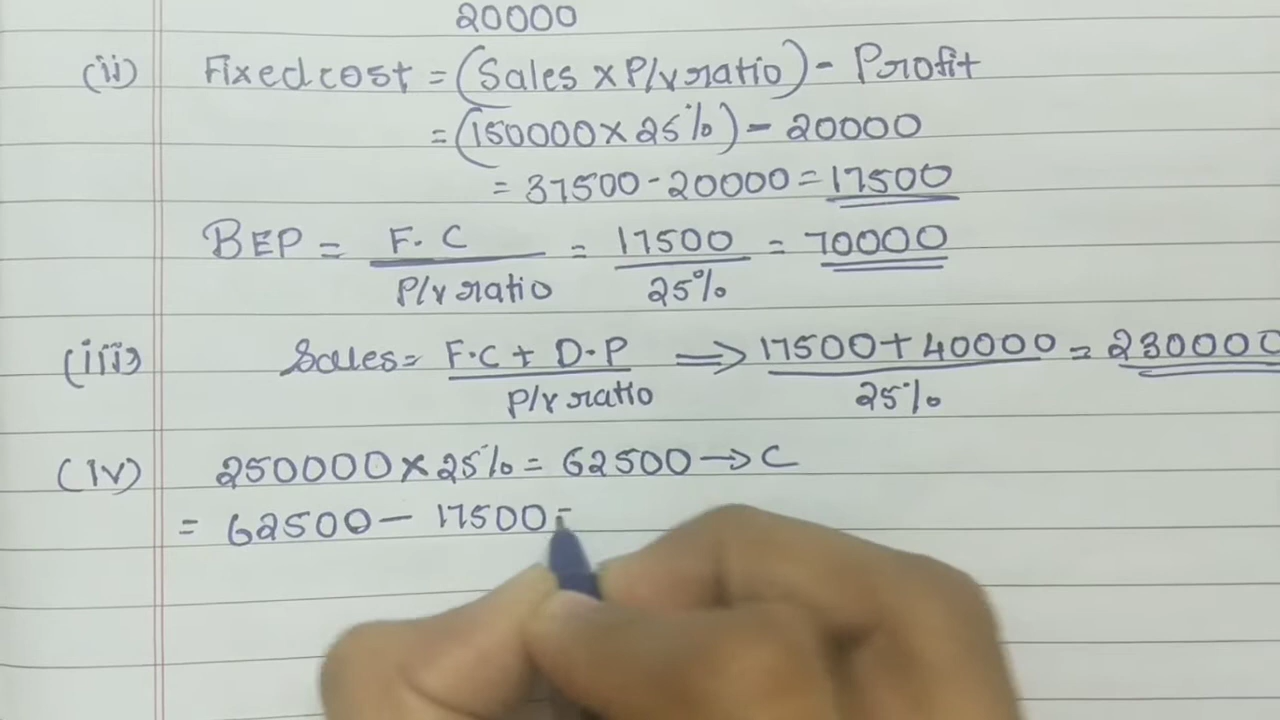 20000
(ii) Fixed cost = (Sales x P/V ratio) - Profit
= (150000 x 25%) - 20000
= 37500 - 20000 = 17500
BEP = F.C / P/V ratio = 17500 / 25% = 70000
(iii) Sales = F.C + D.P / P/V ratio => 17500 + 40000 / 25% = 230000
(iv) 250000 x 25% = 62500 → C
= 62500 - 17500 =